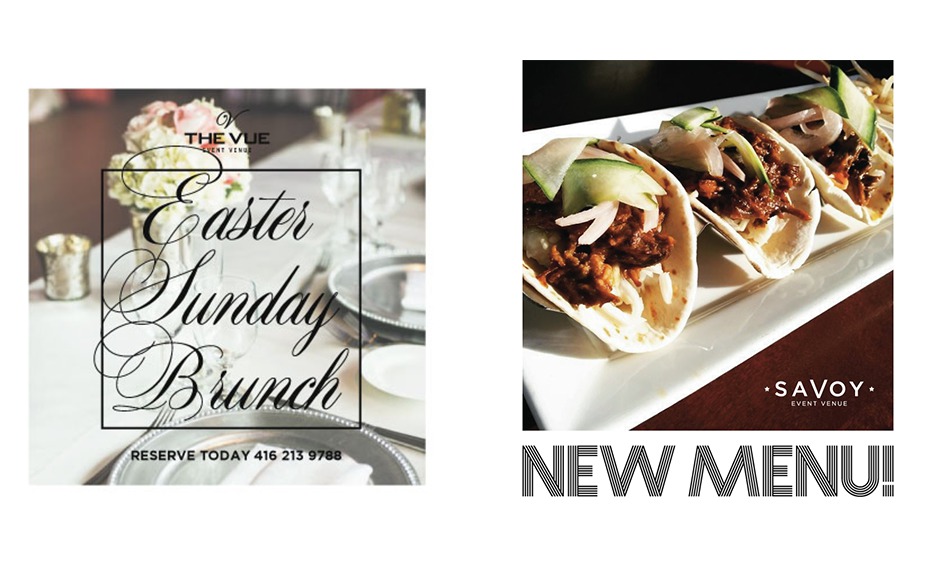 V
THE VUE
EVENT VENUE
Easter
Sunday
Brunch
RESERVE TODAY 416 213 9788
SAVOY
EVENT VENUE
NEW MENU!